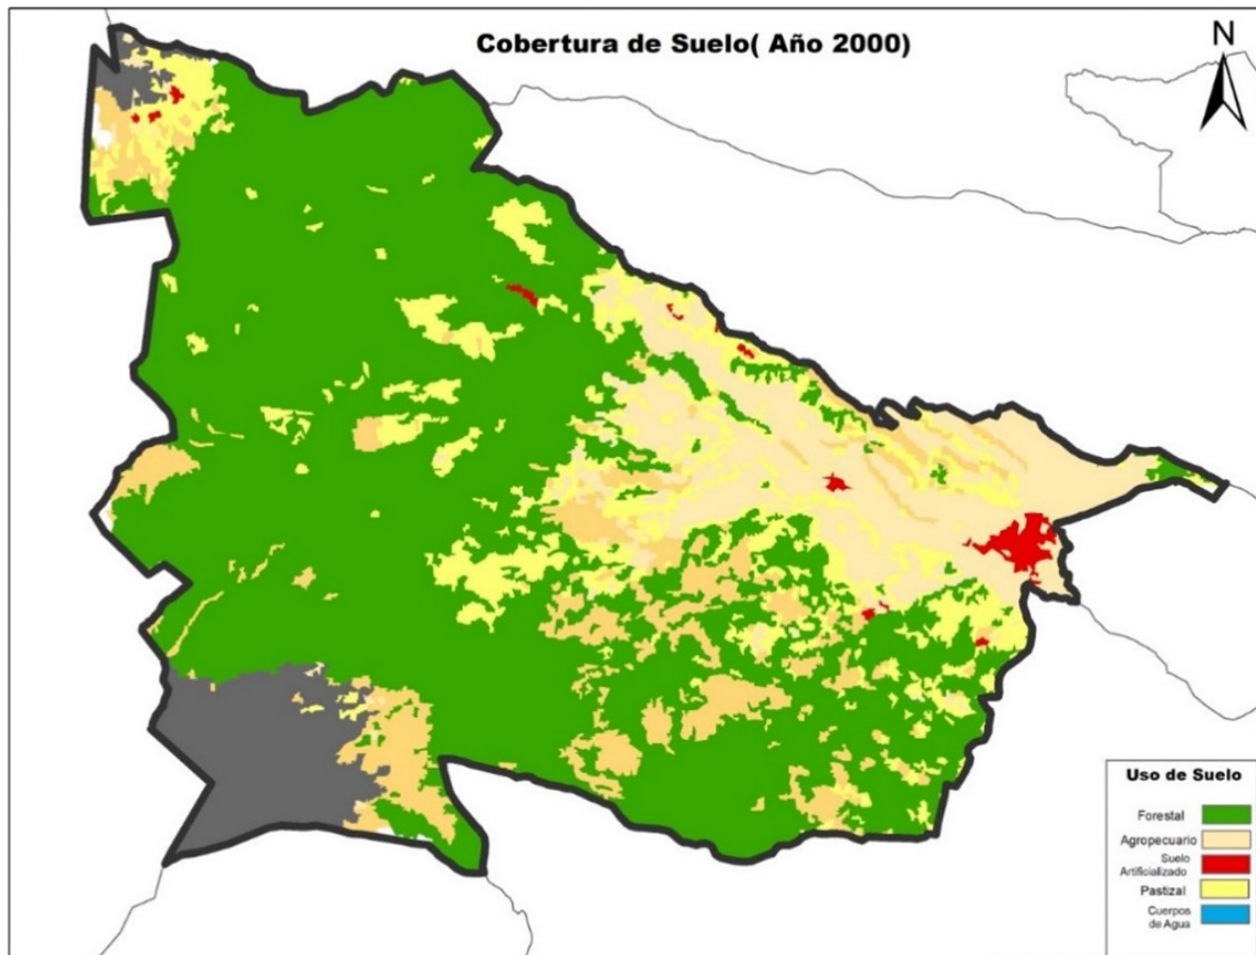 Cobertura de Suelo( Año 2000)
N
Uso de Suelo
Forestal
Agropecuario
Suelo
Artificializado
Pastizal
Cuerpos
de Agua